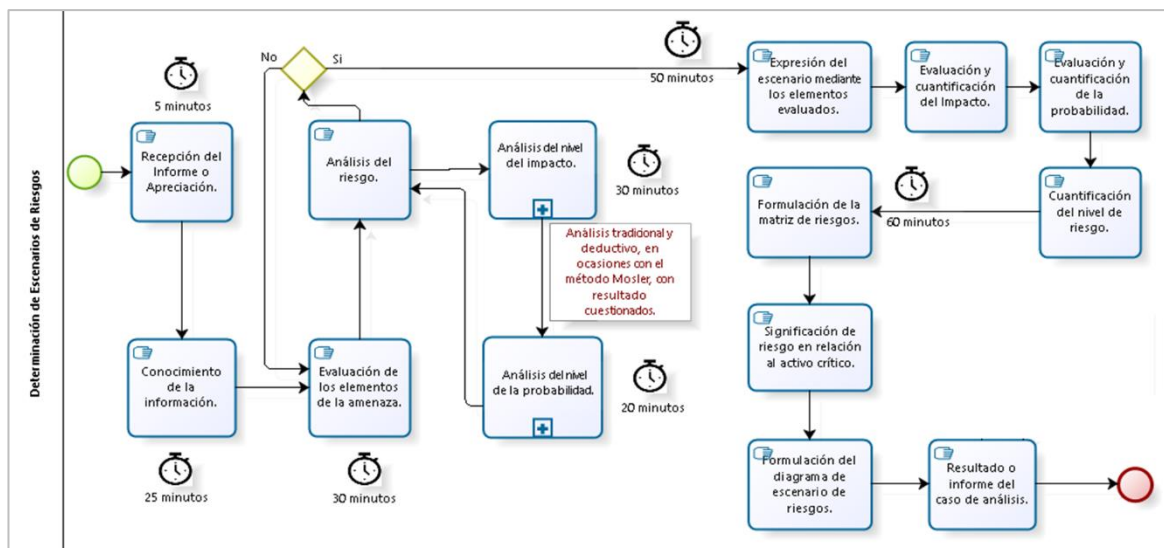 Determinación de Escenarios de Riesgos
5 minutos
Recepción del
Informe o
Apreciación.
Conocimiento
de la
información.
25 minutos
No
Si
Análisis del
riesgo.
Evaluación de
los elementos
de la amenaza.
30 minutos
Análisis del nivel
del impacto.
30 minutos
Análisis tradicional y
deductivo, en
ocasiones con el
método Mosler, con
resultado
cuestionados.
Análisis del nivel
de la probabilidad.
20 minutos
50 minutos
Expresión del
escenario mediante
los elementos
evaluados.
Evaluación y
cuantificación
del Impacto.
Evaluación y
cuantificación
de la
probabilidad.
Cuantificación
del nivel de
riesgo.
60 minutos
Formulación de la
matriz de riesgos.
Significación de
riesgo en relación
al activo crítico.
Formulación del
diagrama de
escenario de
riesgos.
Resultado o
informe del
caso de análisis.